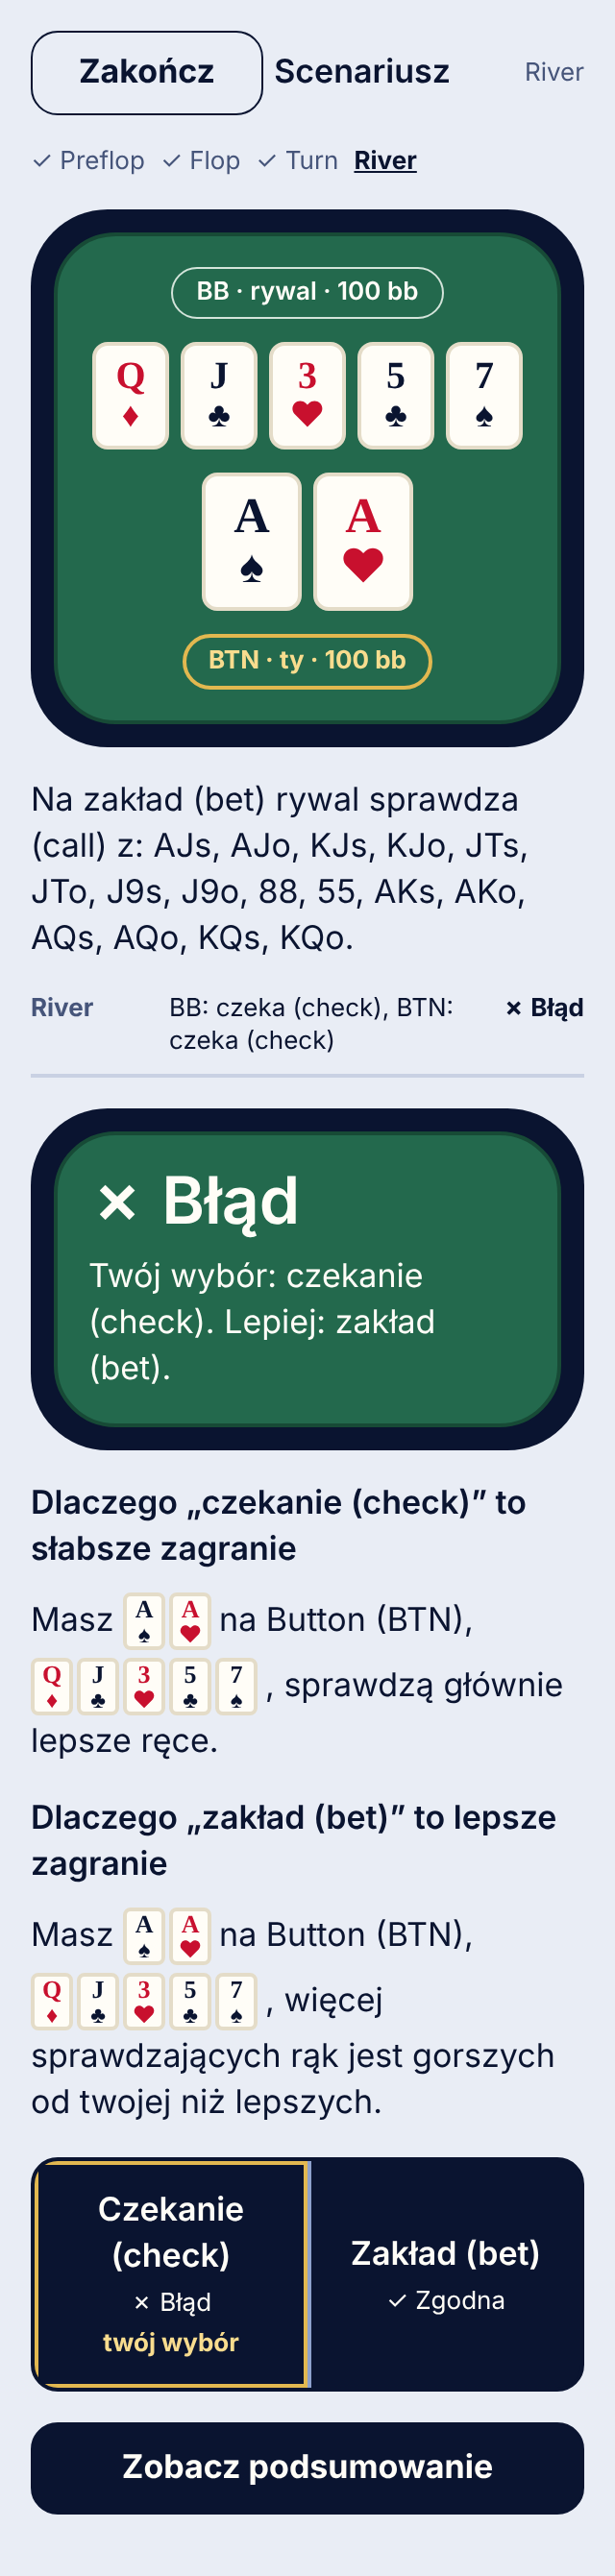 Zakończ Scenariusz River
✓ Preflop ✓ Flop ✓ Turn River
BB · rywal · 100 bb
Q♦ J♣ 3♥ 5♣ 7♠
A♠ A♥
BTN · ty · 100 bb
Na zakład (bet) rywal sprawdza
(call) z: AJs, AJo, KJs, KJo, JTs,
JTo, J9s, J9o, 88, 55, AKs, AKo,
AQs, AQo, KQs, KQo.
River BB: czeka (check), BTN: × Błąd
czeka (check)
× Błąd
Twój wybór: czekanie
(check). Lepiej: zakład
(bet).
Dlaczego „czekanie (check)” to
słabsze zagranie
Masz A♠ A♥ na Button (BTN),
Q♦ J♣ 3♥ 5♣ 7♠ , sprawdzą głównie
lepsze ręce.
Dlaczego „zakład (bet)” to lepsze
zagranie
Masz A♠ A♥ na Button (BTN),
Q♦ J♣ 3♥ 5♣ 7♠ , więcej
sprawdzających rąk jest gorszych
od twojej niż lepszych.
Czekanie
(check)
× Błąd
twój wybór
Zakład (bet)
✓ Zgodna
Zobacz podsumowanie